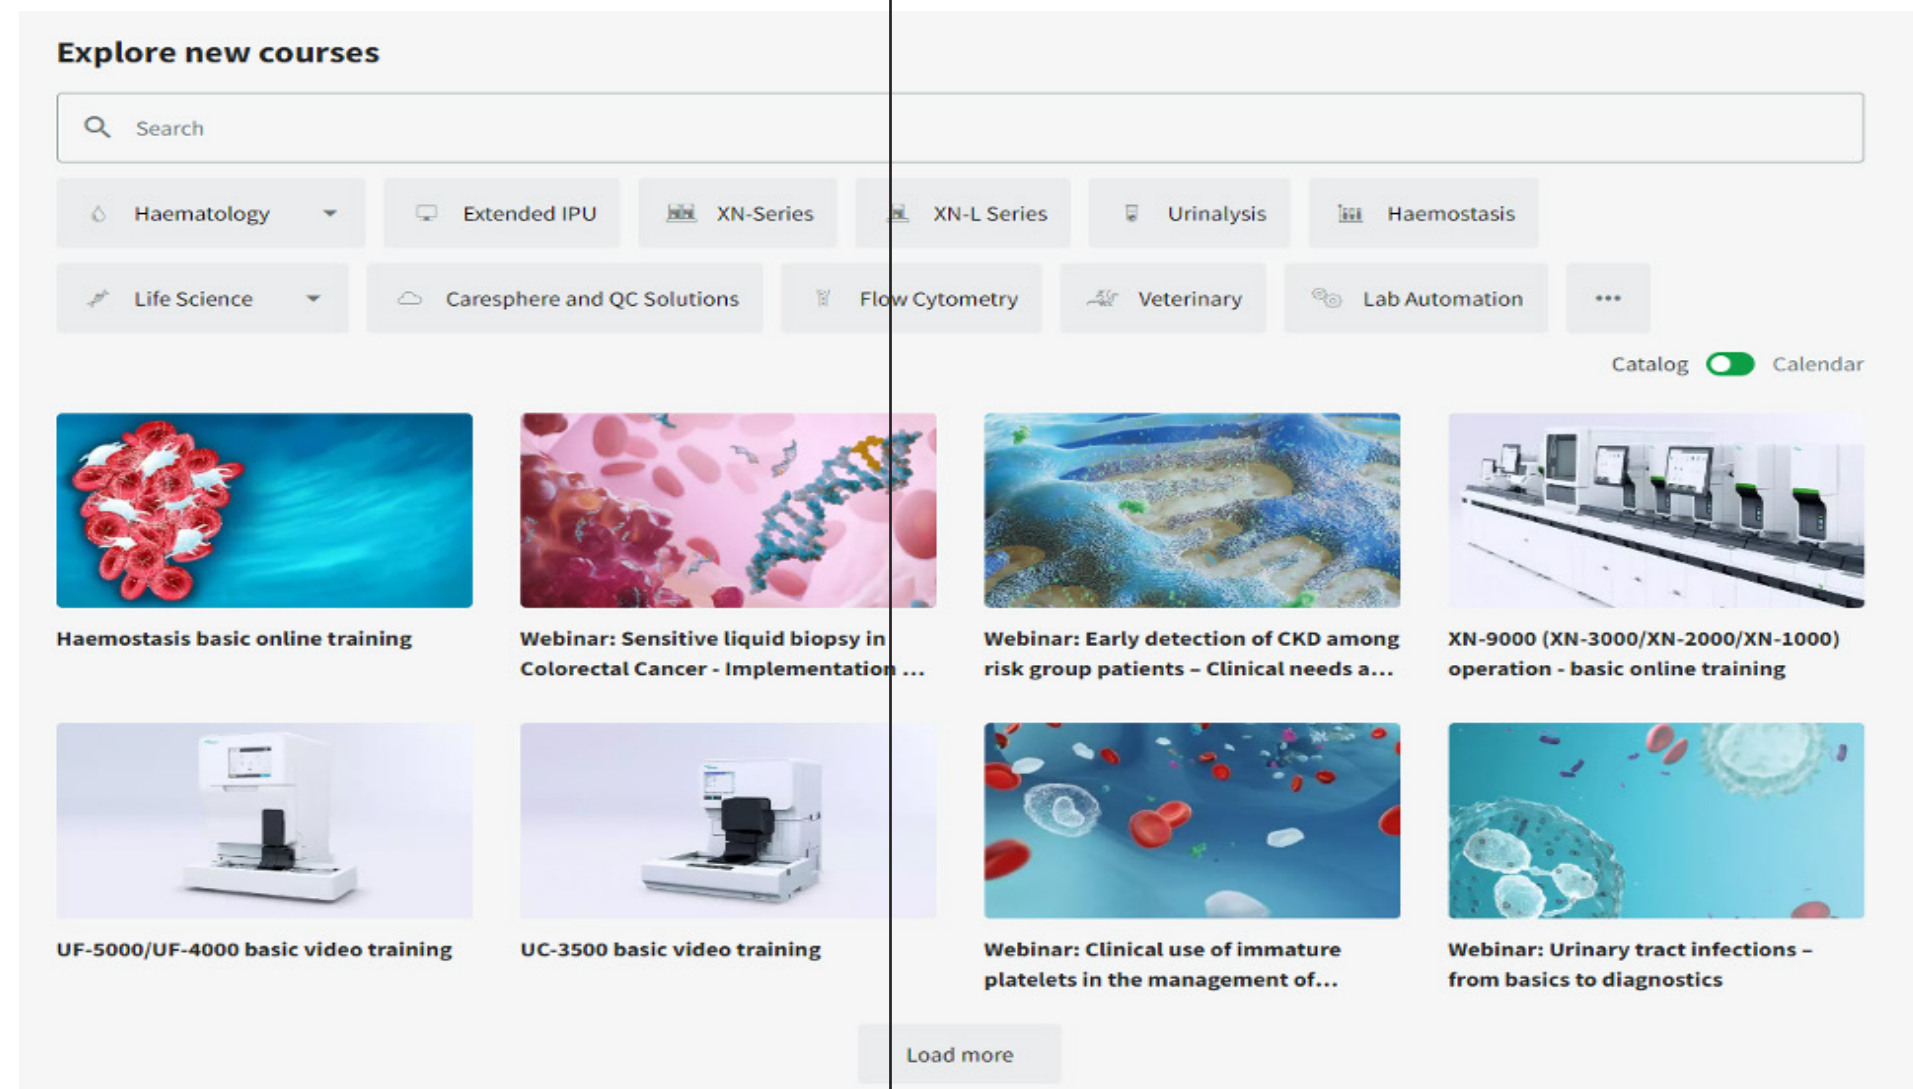 Explore new courses
Search
Haematology
Extended IPU
XN-Series
XN-L Series
Urinalysis
Haemostasis
Life Science
Caresphere and QC Solutions
Flow Cytometry
Veterinary
Lab Automation
...
Catalog
Calendar
Haemostasis basic online training
Webinar: Sensitive liquid biopsy in
Colorectal Cancer - Implementation ...
Webinar: Early detection of CKD among
risk group patients – Clinical needs a...
XN-9000 (XN-3000/XN-2000/XN-1000)
operation - basic online training
UF-5000/UF-4000 basic video training
UC-3500 basic video training
Webinar: Clinical use of immature
platelets in the management of...
Webinar: Urinary tract infections –
from basics to diagnostics
Load more